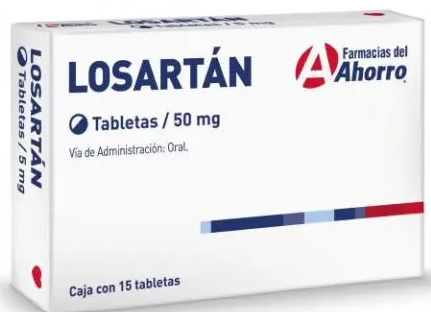 LOSARTÁN
Tabletas / 5 mg
LOSARTÁN
Tabletas / 50 mg
Vía de Administración: Oral.
Caja con 15 tabletas
Farmacias del
Ahorro